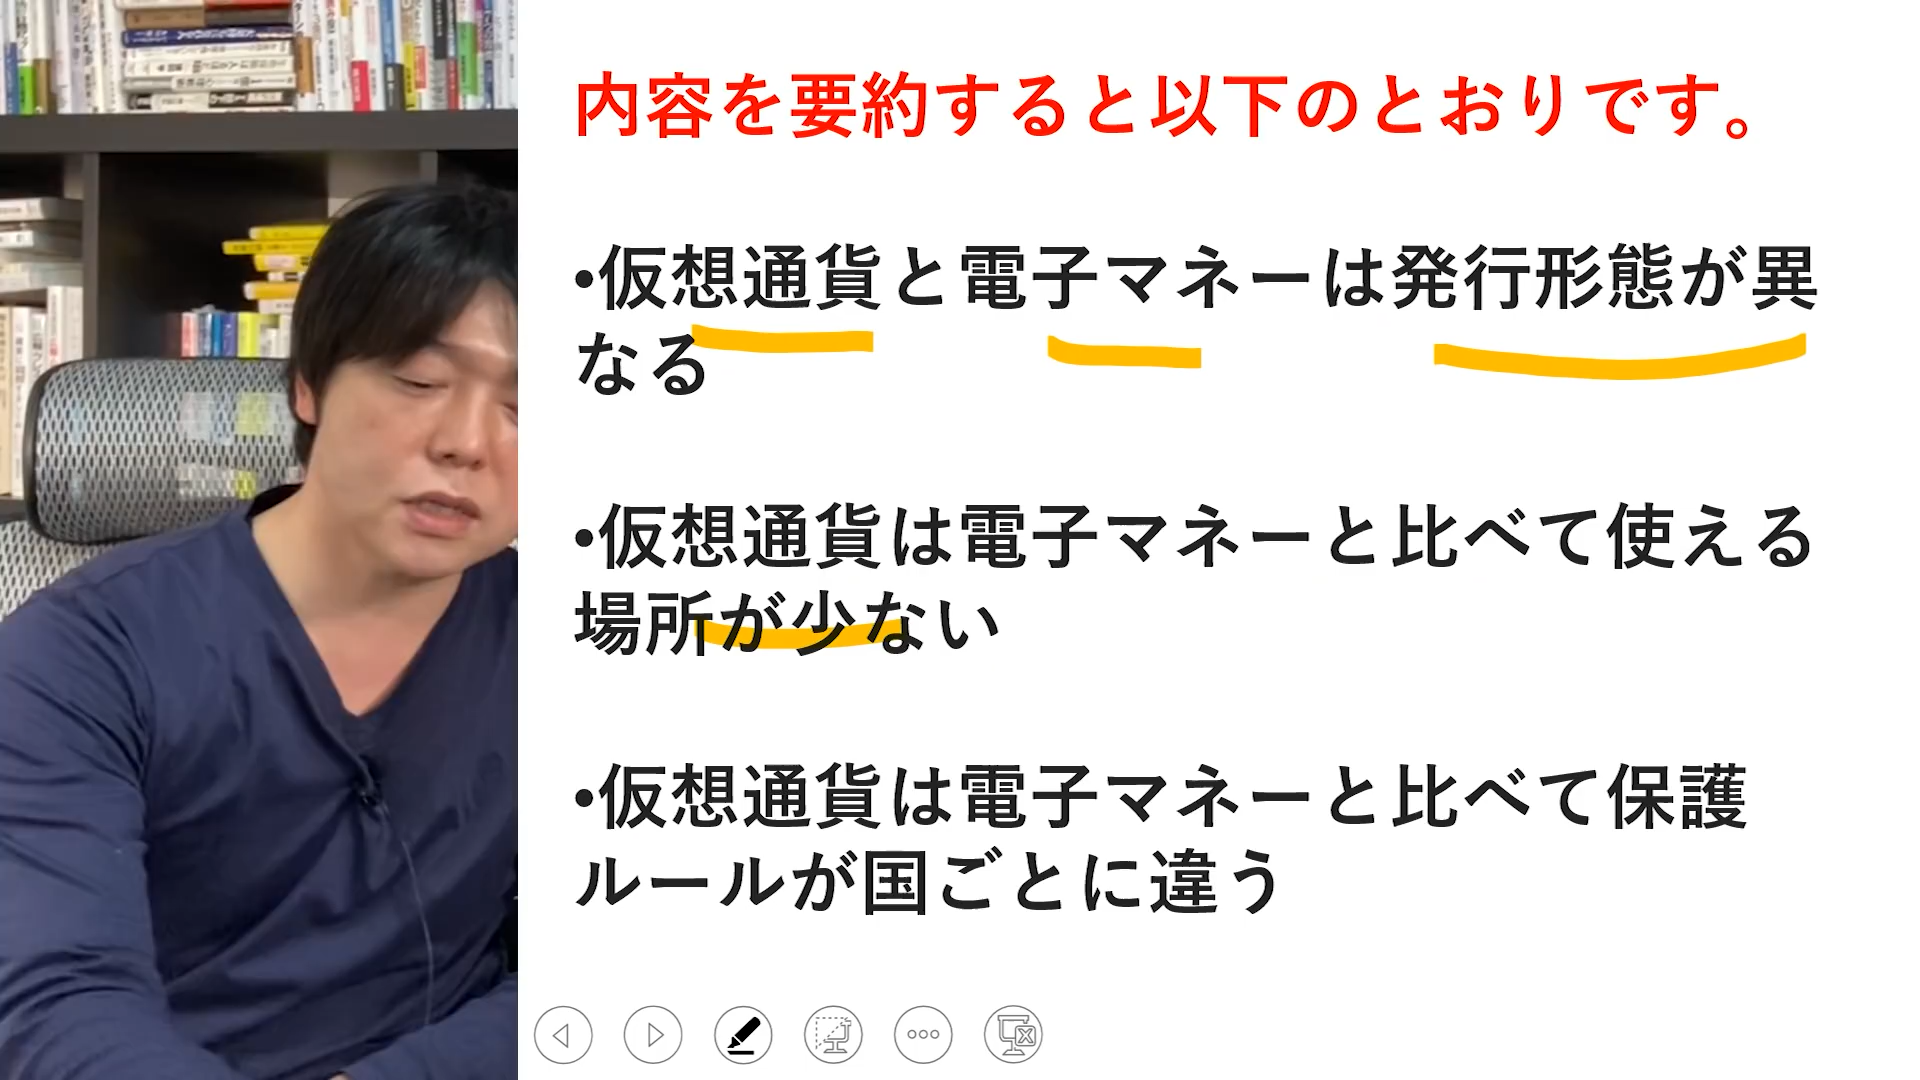 内容を要約すると以下のとおりです。
•仮想通貨と電子マネーは発行形態が異
なる
•仮想通貨は電子マネーと比べて使える
場所が少ない
•仮想通貨は電子マネーと比べて保護
ルールが国ごとに違う